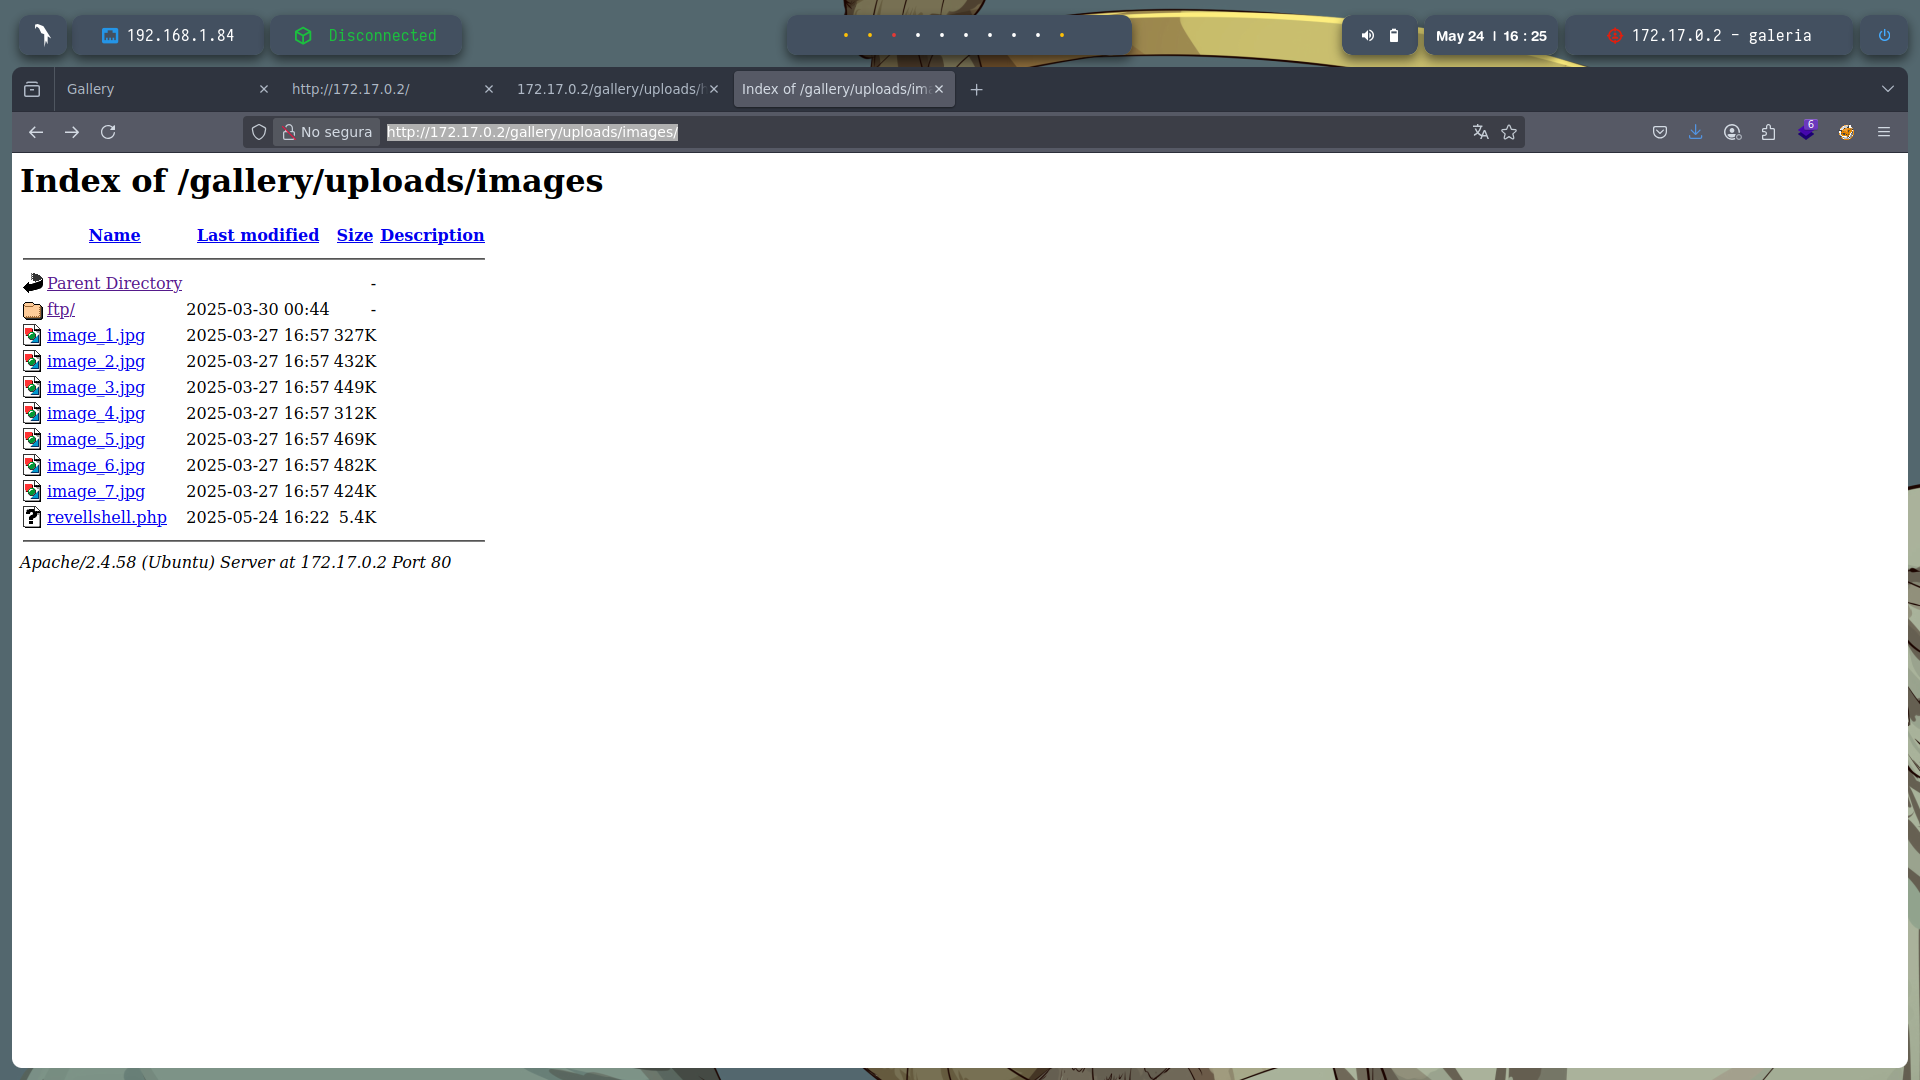 192.168.1.84
Disconnected
May 24 | 16 : 25
172.17.0.2 - galeria
Gallery
http://172.17.0.2/
172.17.0.2/gallery/uploads/
Index of /gallery/uploads/im
No segura
http://172.17.0.2/gallery/uploads/images/
6
Index of /gallery/uploads/images
Name Last modified Size Description
Parent Directory -
ftp/ 2025-03-30 00:44 -
image_1.jpg 2025-03-27 16:57 327K
image_2.jpg 2025-03-27 16:57 432K
image_3.jpg 2025-03-27 16:57 449K
image_4.jpg 2025-03-27 16:57 312K
image_5.jpg 2025-03-27 16:57 469K
image_6.jpg 2025-03-27 16:57 482K
image_7.jpg 2025-03-27 16:57 424K
revellshell.php 2025-05-24 16:22 5.4K
Apache/2.4.58 (Ubuntu) Server at 172.17.0.2 Port 80